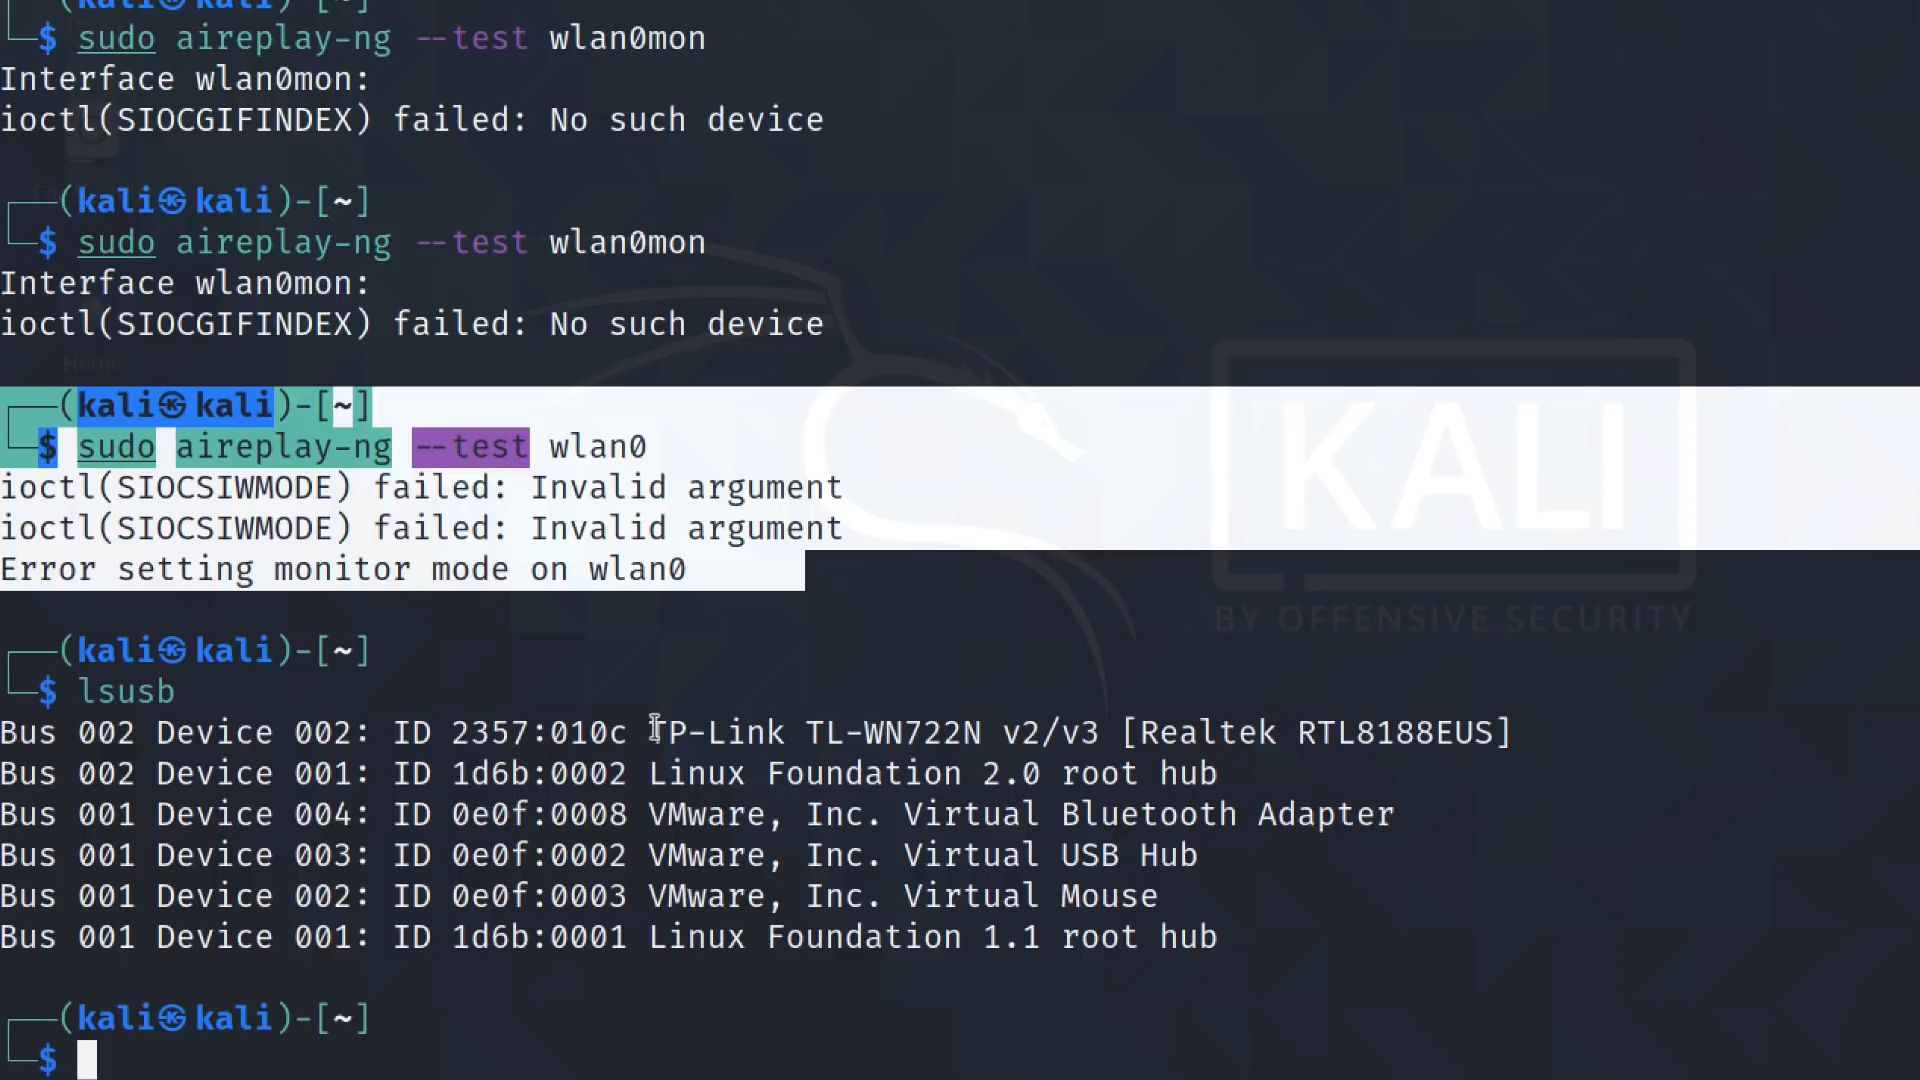 (kali㉿kali)-[~]
$ sudo aireplay-ng --test wlan0mon
Interface wlan0mon:
ioctl(SIOCGIFINDEX) failed: No such device
(kali㉿kali)-[~]
$ sudo aireplay-ng --test wlan0mon
Interface wlan0mon:
ioctl(SIOCGIFINDEX) failed: No such device
Home
(kali㉿kali)-[~]
$ sudo aireplay-ng --test wlan0
ioctl(SIOCSIWMODE) failed: Invalid argument
ioctl(SIOCSIWMODE) failed: Invalid argument
Error setting monitor mode on wlan0
KALI
BY OFFENSIVE SECURITY
(kali㉿kali)-[~]
$ lsusb
Bus 002 Device 002: ID 2357:010c TP-Link TL-WN722N v2/v3 [Realtek RTL8188EUS]
Bus 002 Device 001: ID 1d6b:0002 Linux Foundation 2.0 root hub
Bus 001 Device 004: ID 0e0f:0008 VMware, Inc. Virtual Bluetooth Adapter
Bus 001 Device 003: ID 0e0f:0002 VMware, Inc. Virtual USB Hub
Bus 001 Device 002: ID 0e0f:0003 VMware, Inc. Virtual Mouse
Bus 001 Device 001: ID 1d6b:0001 Linux Foundation 1.1 root hub
(kali㉿kali)-[~]
$